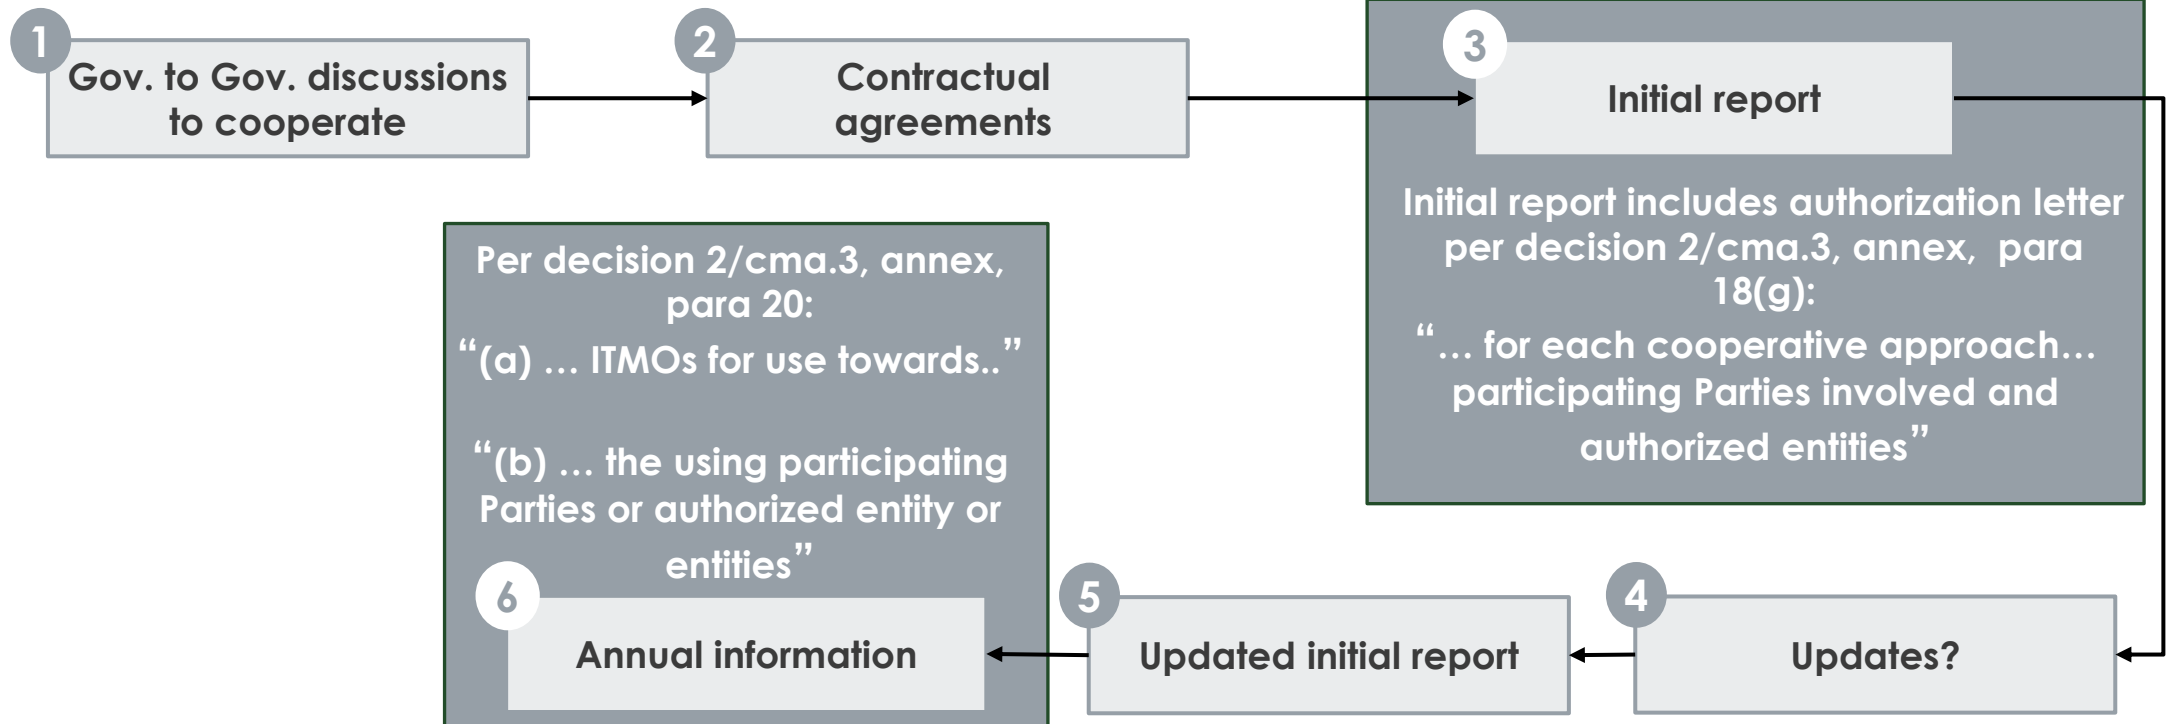 1
Gov. to Gov. discussions
to cooperate
2
Contractual
agreements
3
Initial report
Initial report includes authorization letter
per decision 2/cma.3, annex, para
18(g):
“… for each cooperative approach…
participating Parties involved and
authorized entities”
4
Updates?
5
Updated initial report
Per decision 2/cma.3, annex,
para 20:
“(a) … ITMOs for use towards..”
“(b) … the using participating
Parties or authorized entity or
entities”
6
Annual information